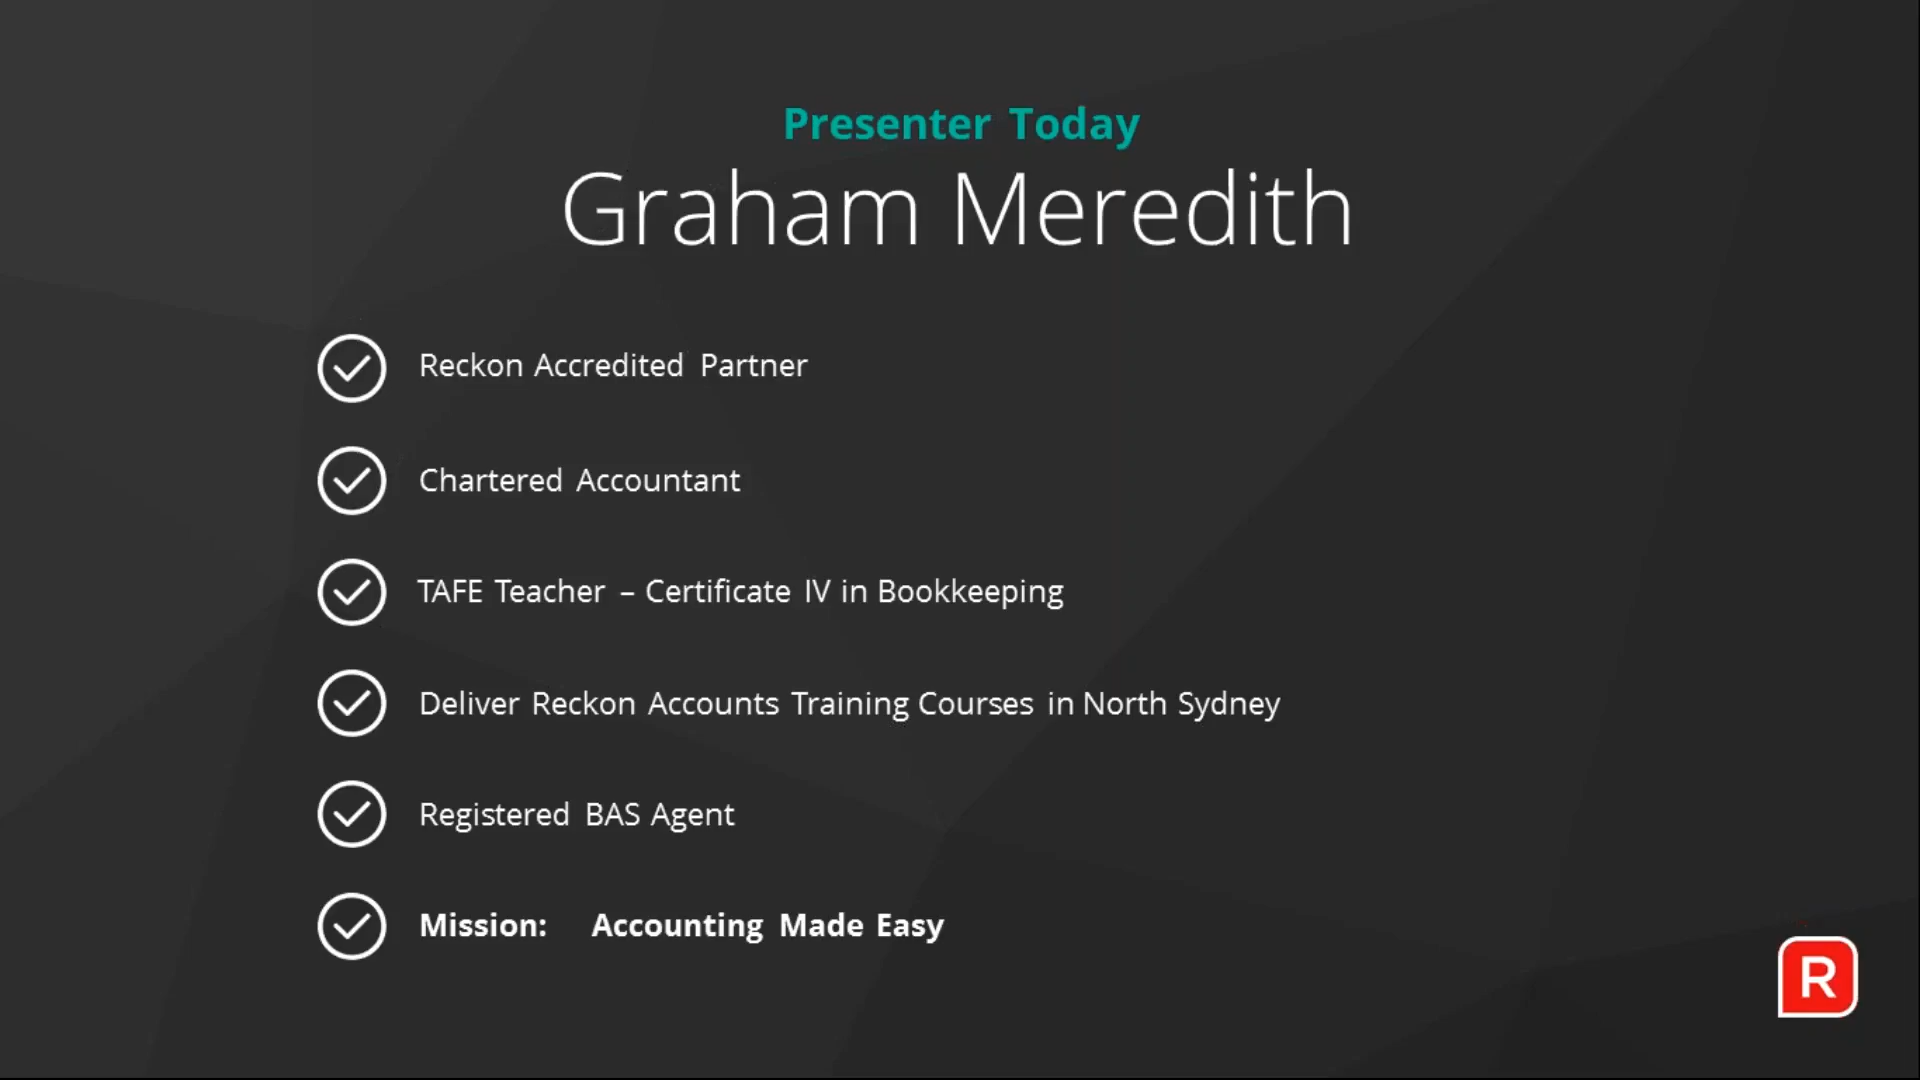 Presenter Today
Graham Meredith
Reckon Accredited Partner
Chartered Accountant
TAFE Teacher – Certificate IV in Bookkeeping
Deliver Reckon Accounts Training Courses in North Sydney
Registered BAS Agent
Mission: Accounting Made Easy
R